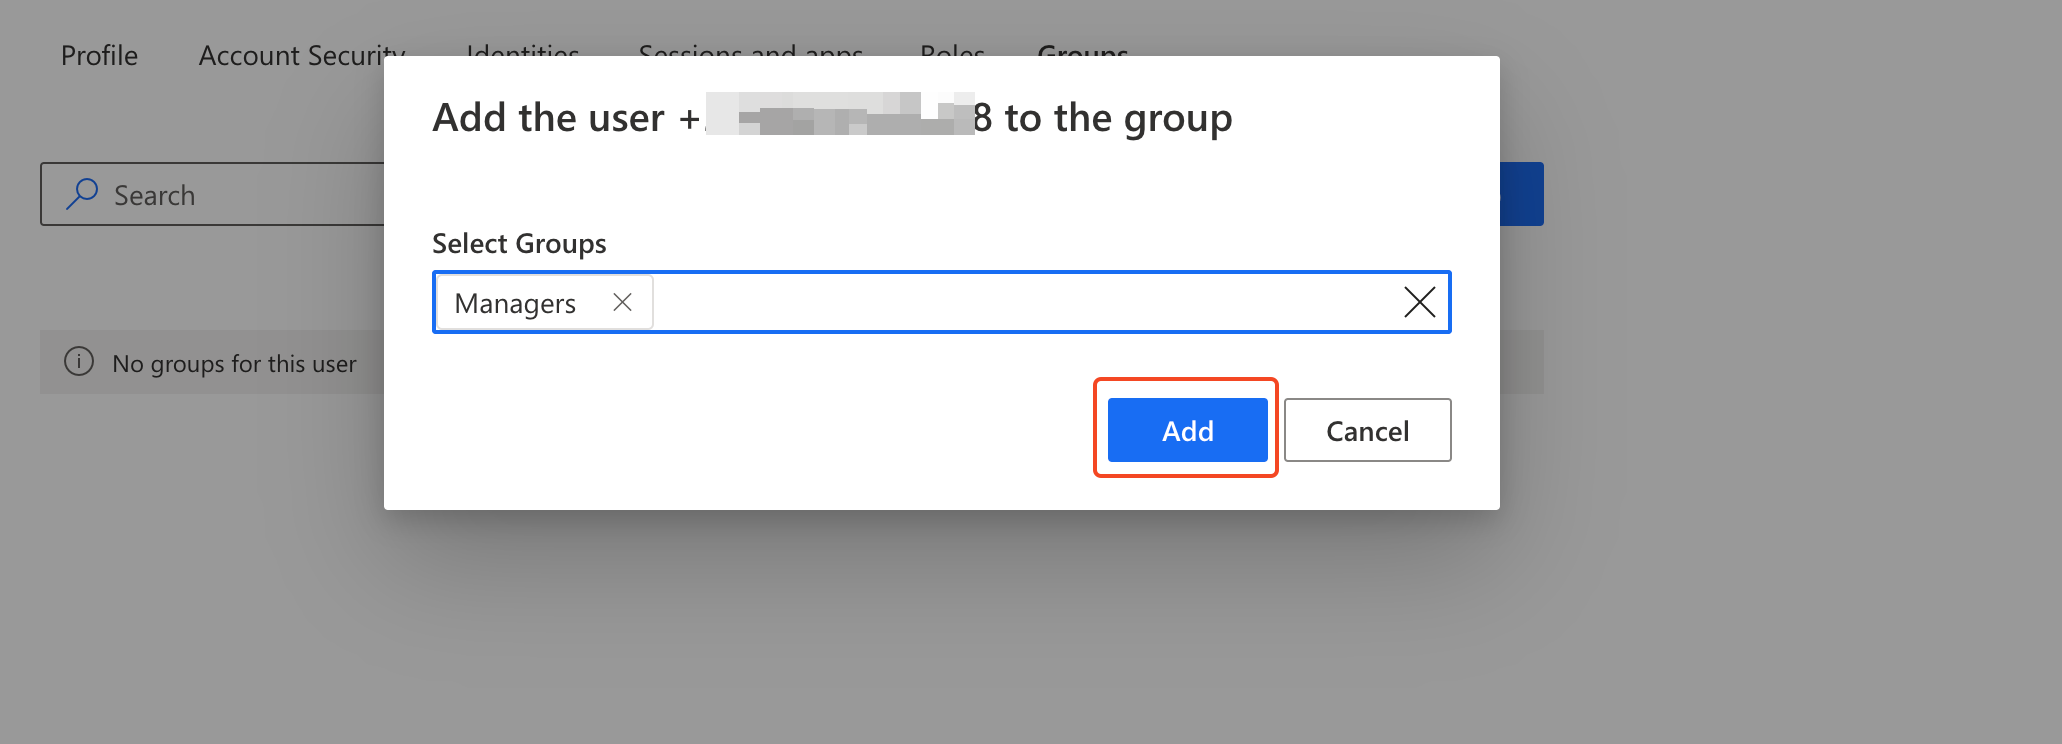 Profile Account Security Identities Sessions and apps Roles Groups
Add the user + 8 to the group
Search
Select Groups
Managers
No groups for this user
Add Cancel